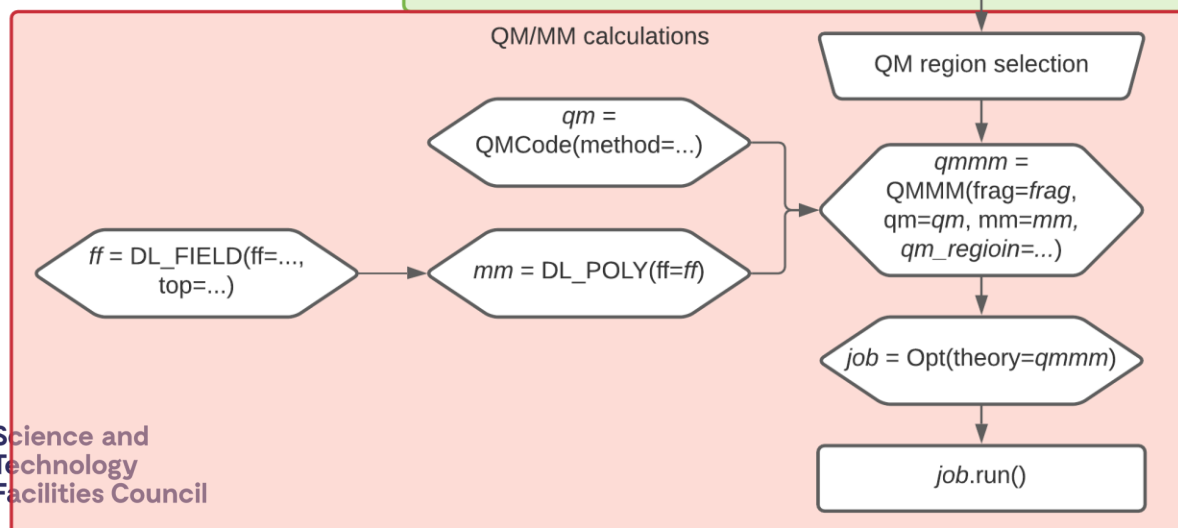 QM/MM calculations
QM region selection
qm =
QMCode(method=...)
qmmm =
QMMM(frag=frag,
qm=qm, mm=mm,
qm_regioin=...)
ff = DL_FIELD(ff=...,
top=...)
mm = DL_POLY(ff=ff)
job = Opt(theory=qmmm)
job.run()
Science and
Technology
Facilities Council